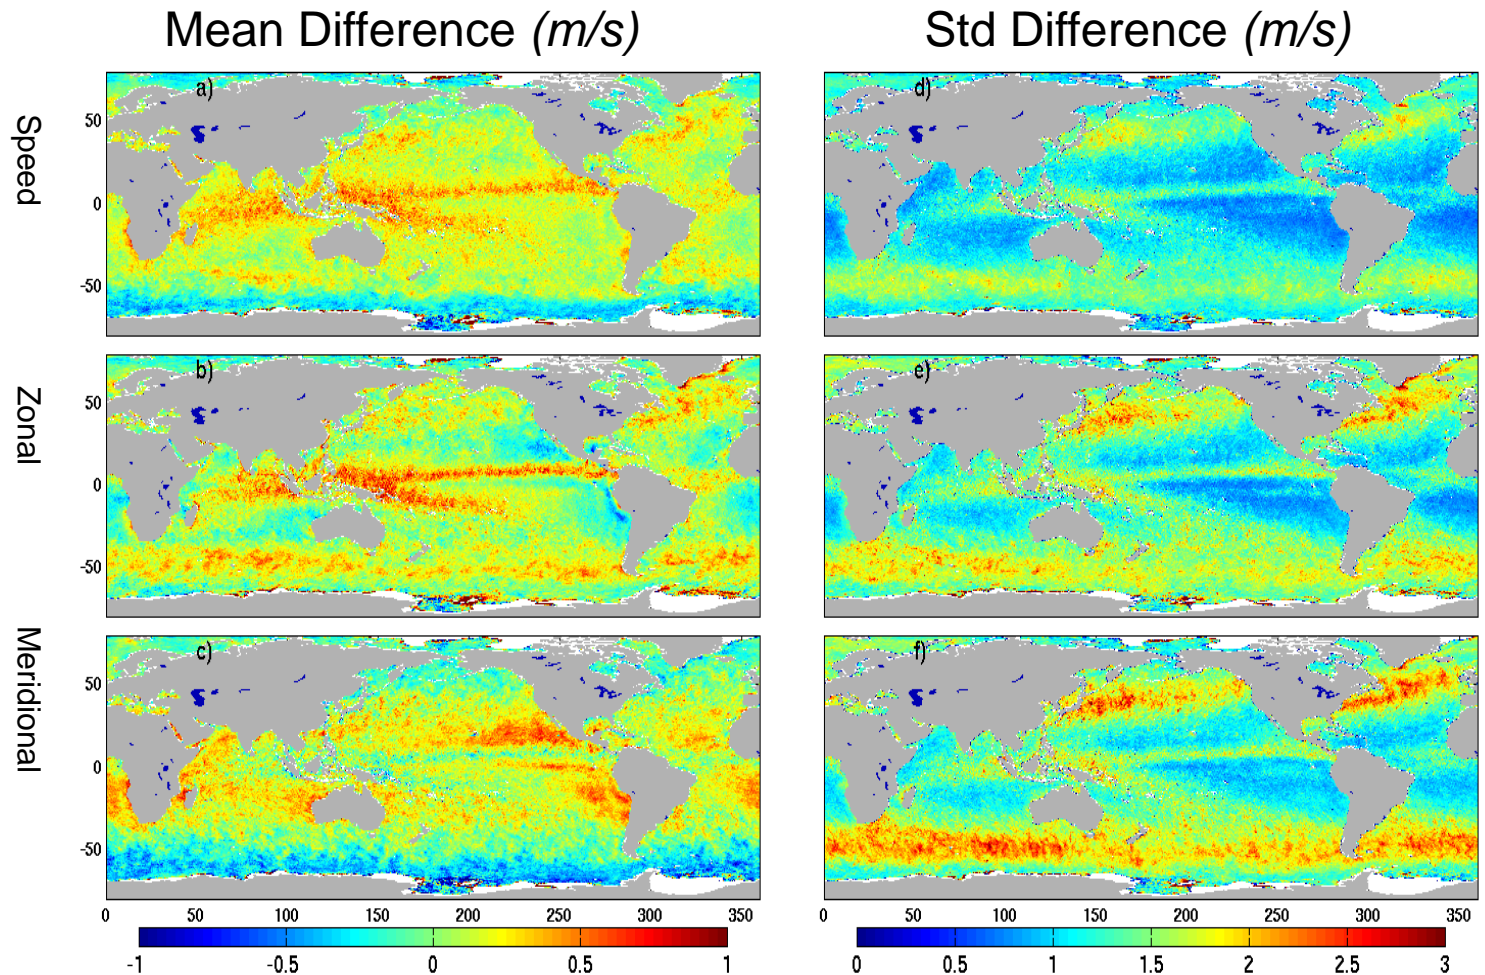 Mean Difference (m/s)
Std Difference (m/s)
Speed
a)
50
0
-50
d)
Zonal
b)
50
0
-50
e)
Meridional
c)
50
0
-50
f)
0 50 100 150 200 250 300 350
0 50 100 150 200 250 300 350
-1 -0.5 0 0.5 1
0 0.5 1 1.5 2 2.5 3